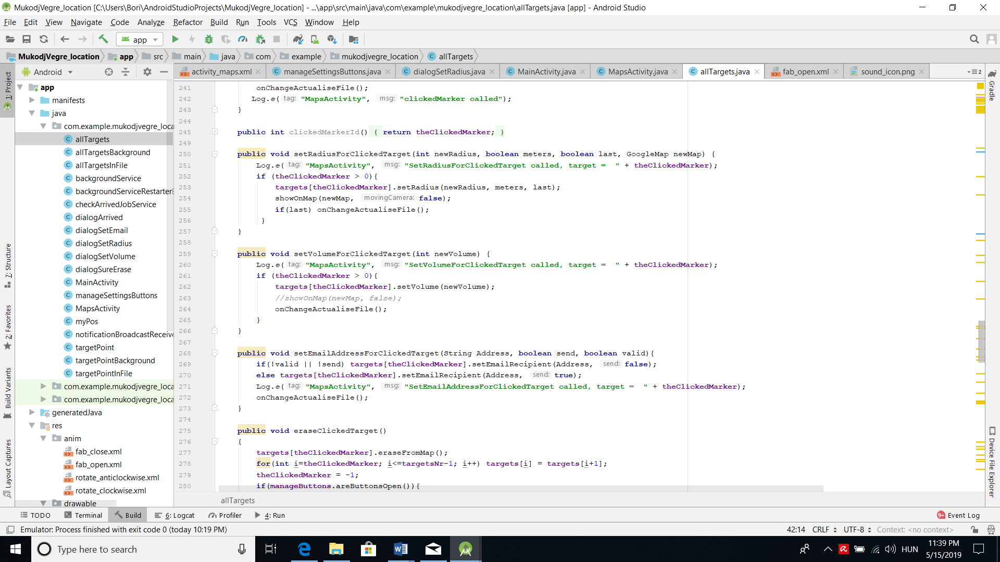 MukodjVegre_location [C:\Users\Bori\AndroidStudioProjects\MukodjVegre_location] - ...\app\src\main\java\com\example\mukodjvegre_location\allTargets.java [app] - Android Studio
File Edit View Navigate Code Analyze Refactor Build Run Tools VCS Window Help
app
MukodjVegre_location app src main java com example mukodjvegre_location allTargets
Android
activity_maps.xml manageSettingsButtons.java dialogSetRadius.java MainActivity.java MapsActivity.java allTargets.java fab_open.xml sound_icon.png 2
1: Project
7: Structure
2: Favorites
Build Variants
Layout Captures
app
manifests
java
com.example.mukodjvegre_loca
allTargets
allTargetsBackground
allTargetsInFile
backgroundService
backgroundServiceRestarter
checkArrivedJobService
dialogArrived
dialogSetEmail
dialogSetRadius
dialogSetVolume
dialogSureErase
MainActivity
manageSettingsButtons
MapsActivity
myPos
notificationBroadcastReceive
targetPoint
targetPointBackground
targetPointInFile
com.example.mukodjvegre_loca
com.example.mukodjvegre_loca
generatedJava
res
anim
fab_close.xml
fab_open.xml
rotate_anticlockwise.xml
rotate_clockwise.xml
drawable
241 onChangeActualiseFile();
242 Log.e( tag: "MapsActivity", msg: "clickedMarker called");
243 }
244
245 public int clickedMarkerId() { return theClickedMarker; }
249
250 public void setRadiusForClickedTarget(int newRadius, boolean meters, boolean last, GoogleMap newMap) {
251 Log.e( tag: "MapsActivity", msg: "SetRadiusForClickedTarget called, target =  " + theClickedMarker);
252 if (theClickedMarker > 0){
253 targets[theClickedMarker].setRadius(newRadius, meters, last);
254 showOnMap(newMap, movingCamera: false);
255 if(last) onChangeActualiseFile();
256 }
257 }
258
259 public void setVolumeForClickedTarget(int newVolume) {
260 Log.e( tag: "MapsActivity", msg: "SetVolumeForClickedTarget called, target =  " + theClickedMarker);
261 if (theClickedMarker > 0){
262 targets[theClickedMarker].setVolume(newVolume);
263 //showOnMap(newMap, false);
264 onChangeActualiseFile();
265 }
266 }
267
268 public void setEmailAddressForClickedTarget(String Address, boolean send, boolean valid){
269 if(!valid || !send) targets[theClickedMarker].setEmailRecipient(Address, send: false);
270 else targets[theClickedMarker].setEmailRecipient(Address, send: true);
271 Log.e( tag: "MapsActivity", msg: "SetEmailAddressForClickedTarget called, target =  " + theClickedMarker);
272 onChangeActualiseFile();
273 }
274
275 public void eraseClickedTarget()
276 {
277 targets[theClickedMarker].eraseFromMap();
278 for(int i=theClickedMarker; i<=targetsNr-1; i++) targets[i] = targets[i+1];
279 theClickedMarker = -1;
280 if(manageButtons.areButtonsOpen()){
allTargets
Gradle
Device File Explorer
TODO Terminal Build 6: Logcat Profiler 4: Run 9+ Event Log
Emulator: Process finished with exit code 0 (today 10:19 PM) 42:14 CRLF UTF-8 Context: <no context>
Type here to search HUN 11:39 PM
5/15/2019